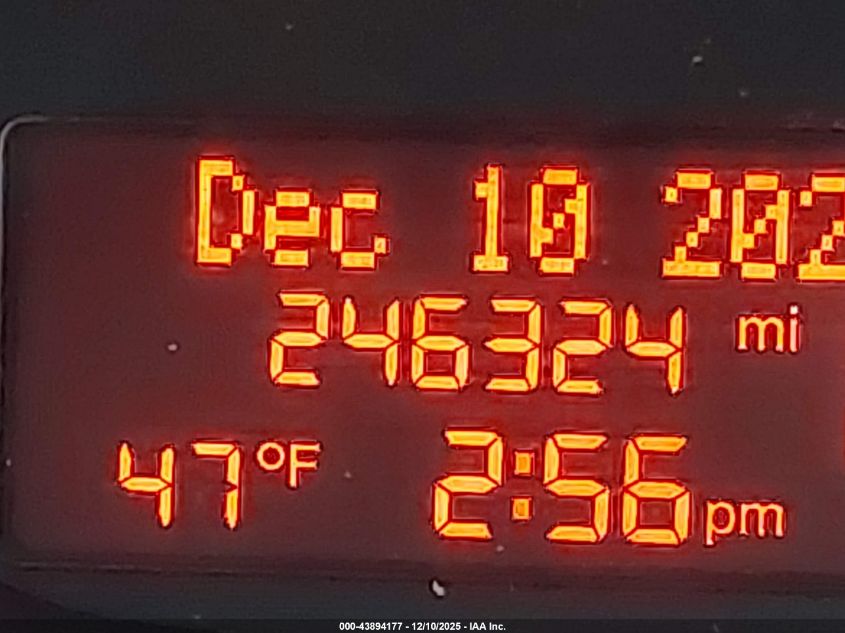 Dec 10 202
246324 mi
47°F 2:56 pm
000-43894177 - 12/10/2025 - IAA Inc.